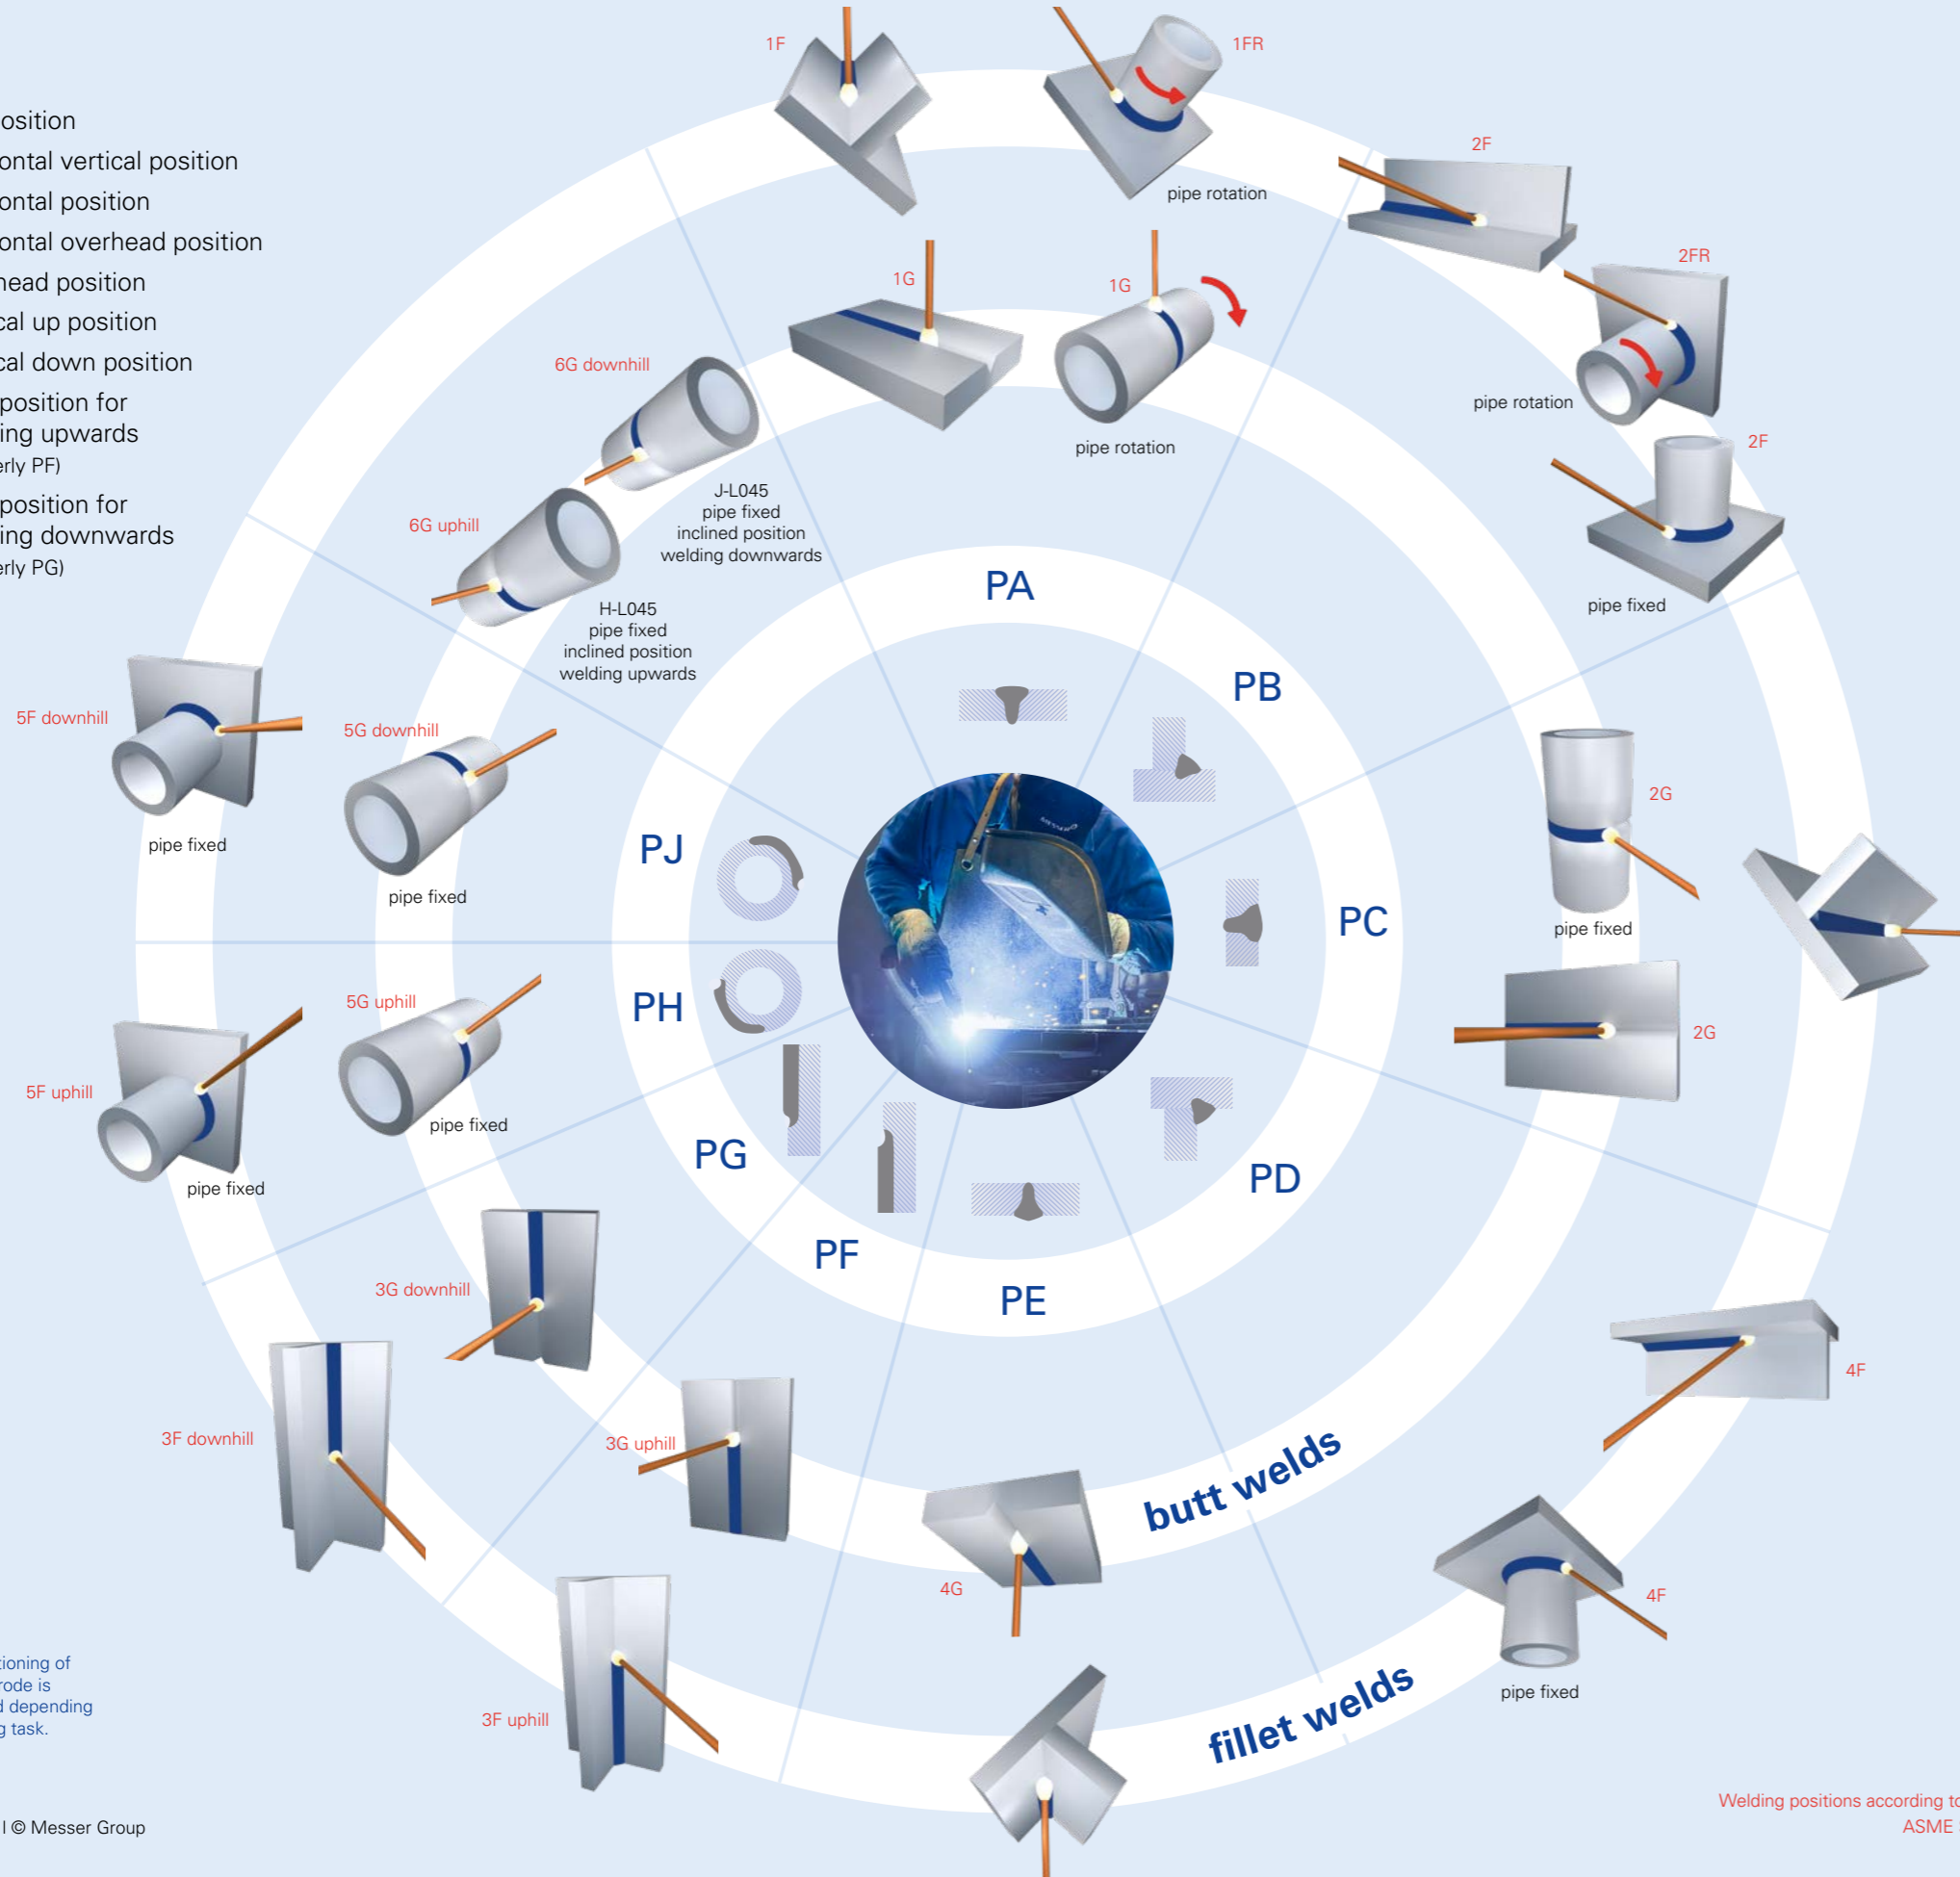 osition
ontal vertical position
ontal position
ontal overhead position
head position
cal up position
cal down position
position for
ing upwards
erly PF)
position for
ing downwards
erly PG)
1F
1FR
pipe rotation
2F
2FR
pipe rotation
2F
pipe fixed
1G
1G
pipe rotation
6G downhill
J-L045
pipe fixed
inclined position
welding downwards
6G uphill
H-L045
pipe fixed
inclined position
welding upwards
PA
PB
PC
PD
PE
PF
PG
PH
PJ
5F downhill
pipe fixed
5G downhill
pipe fixed
5F uphill
pipe fixed
5G uphill
pipe fixed
2G
pipe fixed
2G
3G downhill
3F downhill
3G uphill
3F uphill
4G
4F
4F
pipe fixed
butt welds
fillet welds
tioning of
rode is
d depending
g task.
l © Messer Group
Welding positions according to
ASME